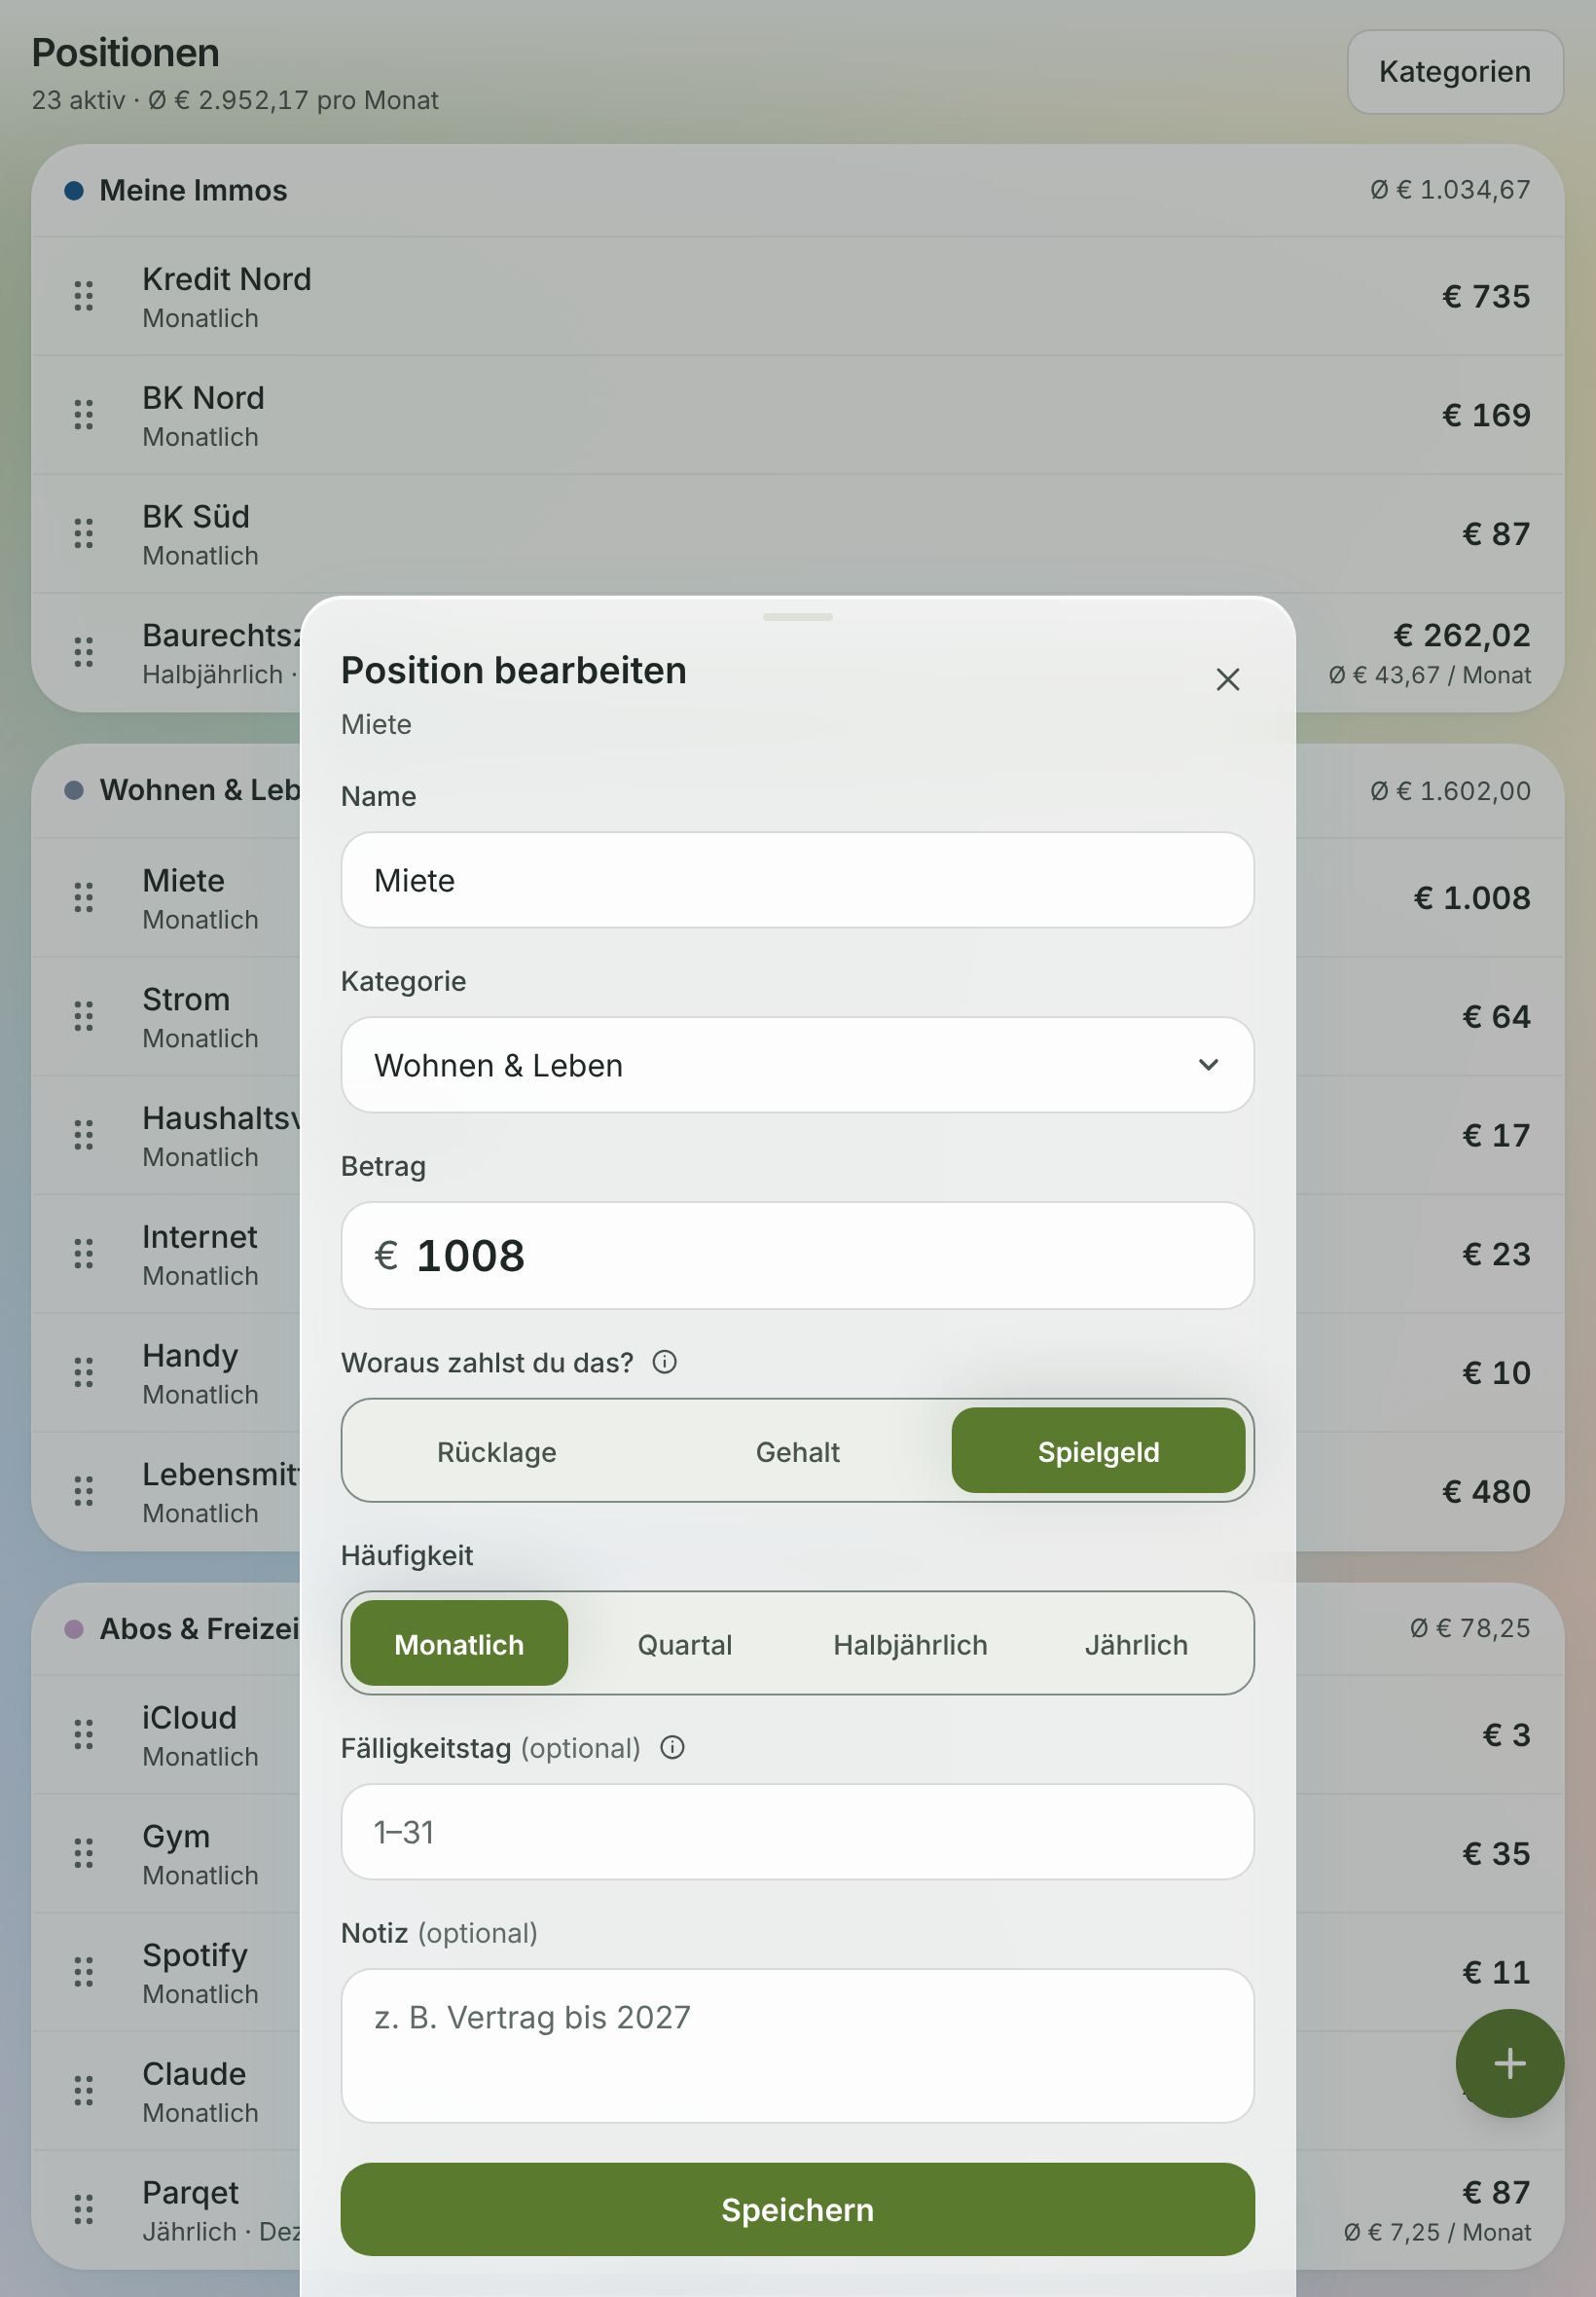 Positionen
23 aktiv · Ø € 2.952,17 pro Monat
Kategorien
Meine Immos
Ø € 1.034,67
Kredit Nord
Monatlich
€ 735
BK Nord
Monatlich
€ 169
BK Süd
Monatlich
€ 87
Halbjährlich ·
€ 262,02
Ø € 43,67 / Monat
Wohnen &
Ø € 1.602,00
Miete
Monatlich
€ 1.008
Strom
Monatlich
€ 64
Monatlich
€ 17
Internet
Monatlich
€ 23
Handy
Monatlich
€ 10
Monatlich
€ 480
Abos &
Ø € 78,25
iCloud
Monatlich
€ 3
Gym
Monatlich
€ 35
Spotify
Monatlich
€ 11
Claude
Monatlich
Parqet
Jährlich · Dez
€ 87
Ø € 7,25 / Monat
Position bearbeiten
Miete
Name
Miete
Kategorie
Wohnen & Leben
Betrag
€ 1008
Woraus zahlst du das?
Rücklage Gehalt Spielgeld
Häufigkeit
Monatlich Quartal Halbjährlich Jährlich
Fälligkeitstag (optional)
1–31
Notiz (optional)
z. B. Vertrag bis 2027
Speichern